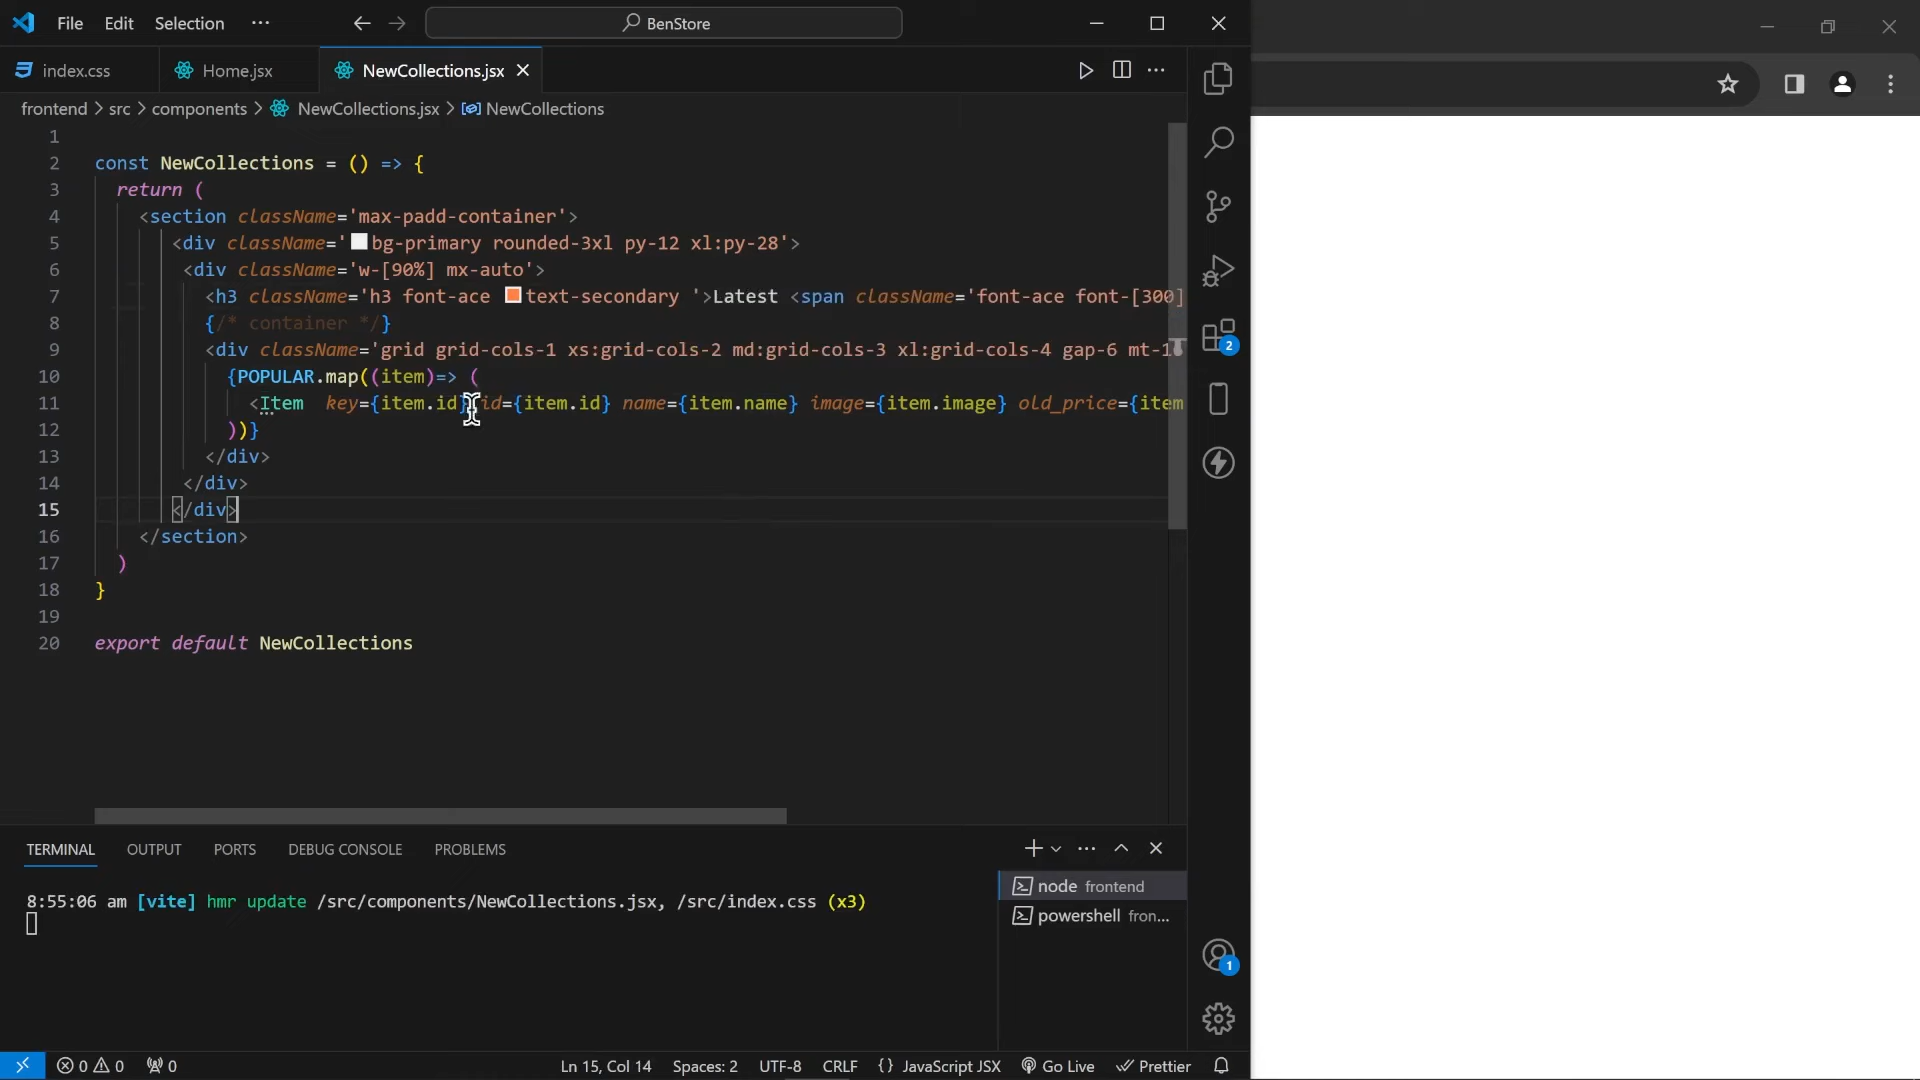 File Edit Selection ··· BenStore
index.css Home.jsx NewCollections.jsx
frontend > src > components > NewCollections.jsx > NewCollections
1
2 const NewCollections = () => {
3 return (
4 <section className='max-padd-container'>
5 <div className='bg-primary rounded-3xl py-12 xl:py-28'>
6 <div className='w-[90%] mx-auto'>
7 <h3 className='h3 font-ace text-secondary '>Latest <span className='font-ace font-[300]
8 {/* container */}
9 <div className='grid grid-cols-1 xs:grid-cols-2 md:grid-cols-3 xl:grid-cols-4 gap-6 mt-1
10 {POPULAR.map((item)=> (
11 <Item key={item.id} id={item.id} name={item.name} image={item.image} old_price={item
12 ))}
13 </div>
14 </div>
15 </div>
16 </section>
17 )
18 }
19
20 export default NewCollections
2
TERMINAL OUTPUT PORTS DEBUG CONSOLE PROBLEMS
8:55:06 am [vite] hmr update /src/components/NewCollections.jsx, /src/index.css (x3)
node frontend
powershell fron...
1
0 0 0 Ln 15, Col 14 Spaces: 2 UTF-8 CRLF {} JavaScript JSX Go Live Prettier